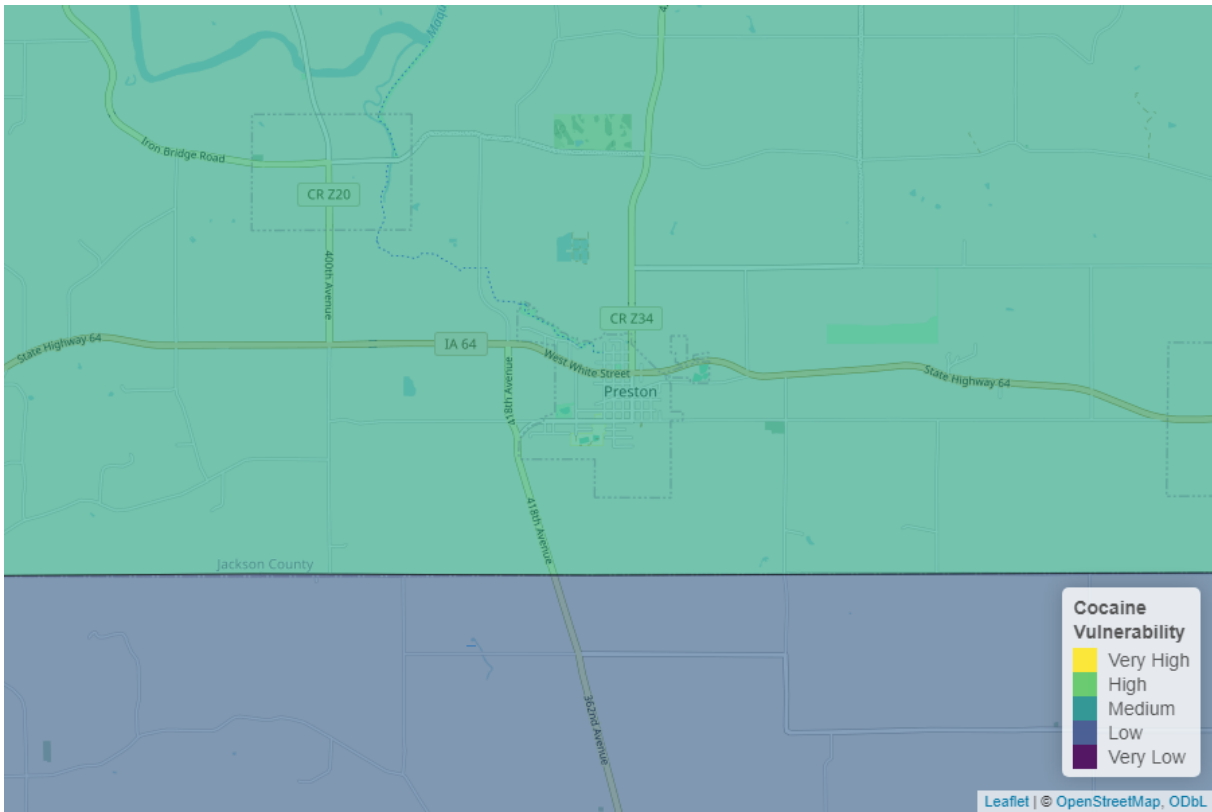 Moqu
Iron Bridge Road
CR Z20
400th Avenue
CR Z34
State Highway 64
IA 64
West White Street
State Highway 64
418th Avenue
Preston
418th Avenue
Jackson County
362nd Avenue
Cocaine
Vulnerability
Very High
High
Medium
Low
Very Low
Leaflet | © OpenStreetMap, ODbL